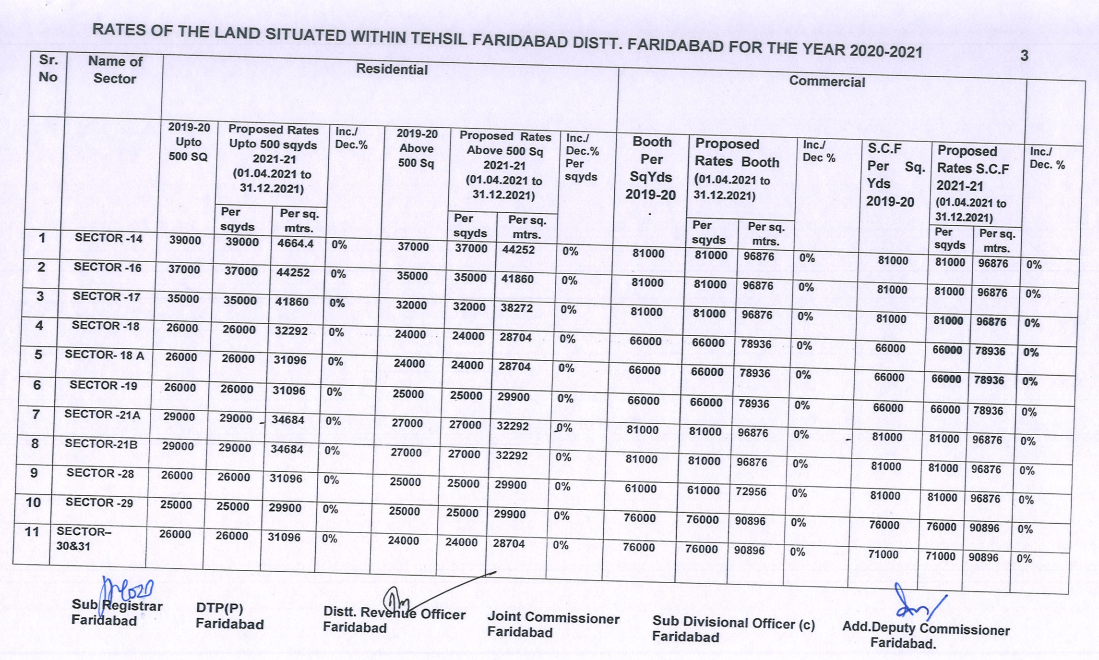 RATES OF THE LAND SITUATED WITHIN TEHSIL FARIDABAD DISTT. FARIDABAD FOR THE YEAR 2020-2021
3
Sr. No Name of Sector Residential Commercial
2019-20 Upto 500 SQ Proposed Rates Upto 500 sqyds 2021-21 (01.04.2021 to 31.12.2021) Inc./ Dec.% 2019-20 Above 500 Sq Proposed Rates Above 500 Sq 2021-21 (01.04.2021 to 31.12.2021) Inc./ Dec.% Per sqyds Booth Per SqYds 2019-20 Proposed Rates Booth (01.04.2021 to 31.12.2021) Inc./ Dec % S.C.F Per Sq. Yds 2019-20 Proposed Rates S.C.F 2021-21 (01.04.2021 to 31.12.2021) Inc./ Dec. %
Per sqyds Per sq. mtrs. Per sqyds Per sq. mtrs. Per sqyds Per sq. mtrs. Per sqyds Per sq. mtrs.
1 SECTOR -14 39000 39000 4664.4 0% 37000 37000 44252 0% 81000 81000 96876 0% 81000 81000 96876 0%
2 SECTOR -16 37000 37000 44252 0% 35000 35000 41860 0% 81000 81000 96876 0% 81000 81000 96876 0%
3 SECTOR -17 35000 35000 41860 0% 32000 32000 38272 0% 81000 81000 96876 0% 81000 81000 96876 0%
4 SECTOR -18 26000 26000 32292 0% 24000 24000 28704 0% 66000 66000 78936 0% 66000 66000 78936 0%
5 SECTOR- 18 A 26000 26000 31096 0% 24000 24000 28704 0% 66000 66000 78936 0% 66000 66000 78936 0%
6 SECTOR -19 26000 26000 31096 0% 25000 25000 29900 0% 66000 66000 78936 0% 66000 66000 78936 0%
7 SECTOR -21A 29000 29000 34684 0% 27000 27000 32292 0% 81000 81000 96876 0% 81000 81000 96876 0%
8 SECTOR-21B 29000 29000 34684 0% 27000 27000 32292 0% 81000 81000 96876 0% 81000 81000 96876 0%
9 SECTOR -28 26000 26000 31096 0% 25000 25000 29900 0% 61000 61000 72956 0% 81000 81000 96876 0%
10 SECTOR -29 25000 25000 29900 0% 25000 25000 29900 0% 76000 76000 90896 0% 76000 76000 90896 0%
11 SECTOR– 30&31 26000 26000 31096 0% 24000 24000 28704 0% 76000 76000 90896 0% 71000 71000 90896 0%
Sub Registrar DTP(P) Distt. Revenue Officer Joint Commissioner Sub Divisional Officer (c) Add.Deputy Commissioner
Faridabad Faridabad Faridabad Faridabad Faridabad Faridabad.